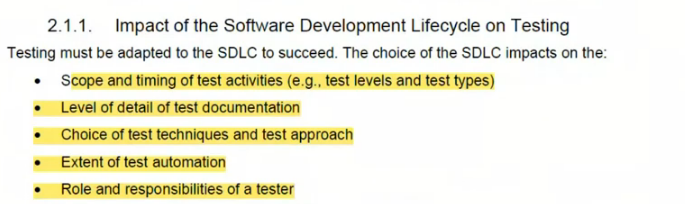 2.1.1. Impact of the Software Development Lifecycle on Testing
Testing must be adapted to the SDLC to succeed. The choice of the SDLC impacts on the:
• Scope and timing of test activities (e.g., test levels and test types)
• Level of detail of test documentation
• Choice of test techniques and test approach
• Extent of test automation
• Role and responsibilities of a tester